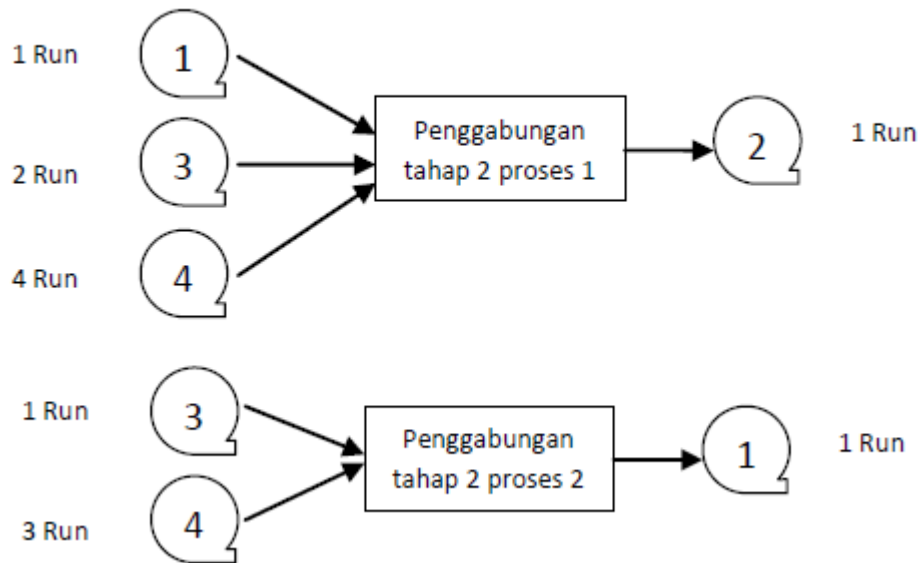 1 Run
1
2 Run
3
4 Run
4
Penggabungan
tahap 2 proses 1
2
1 Run
1 Run
3
3 Run
4
Penggabungan
tahap 2 proses 2
1
1 Run